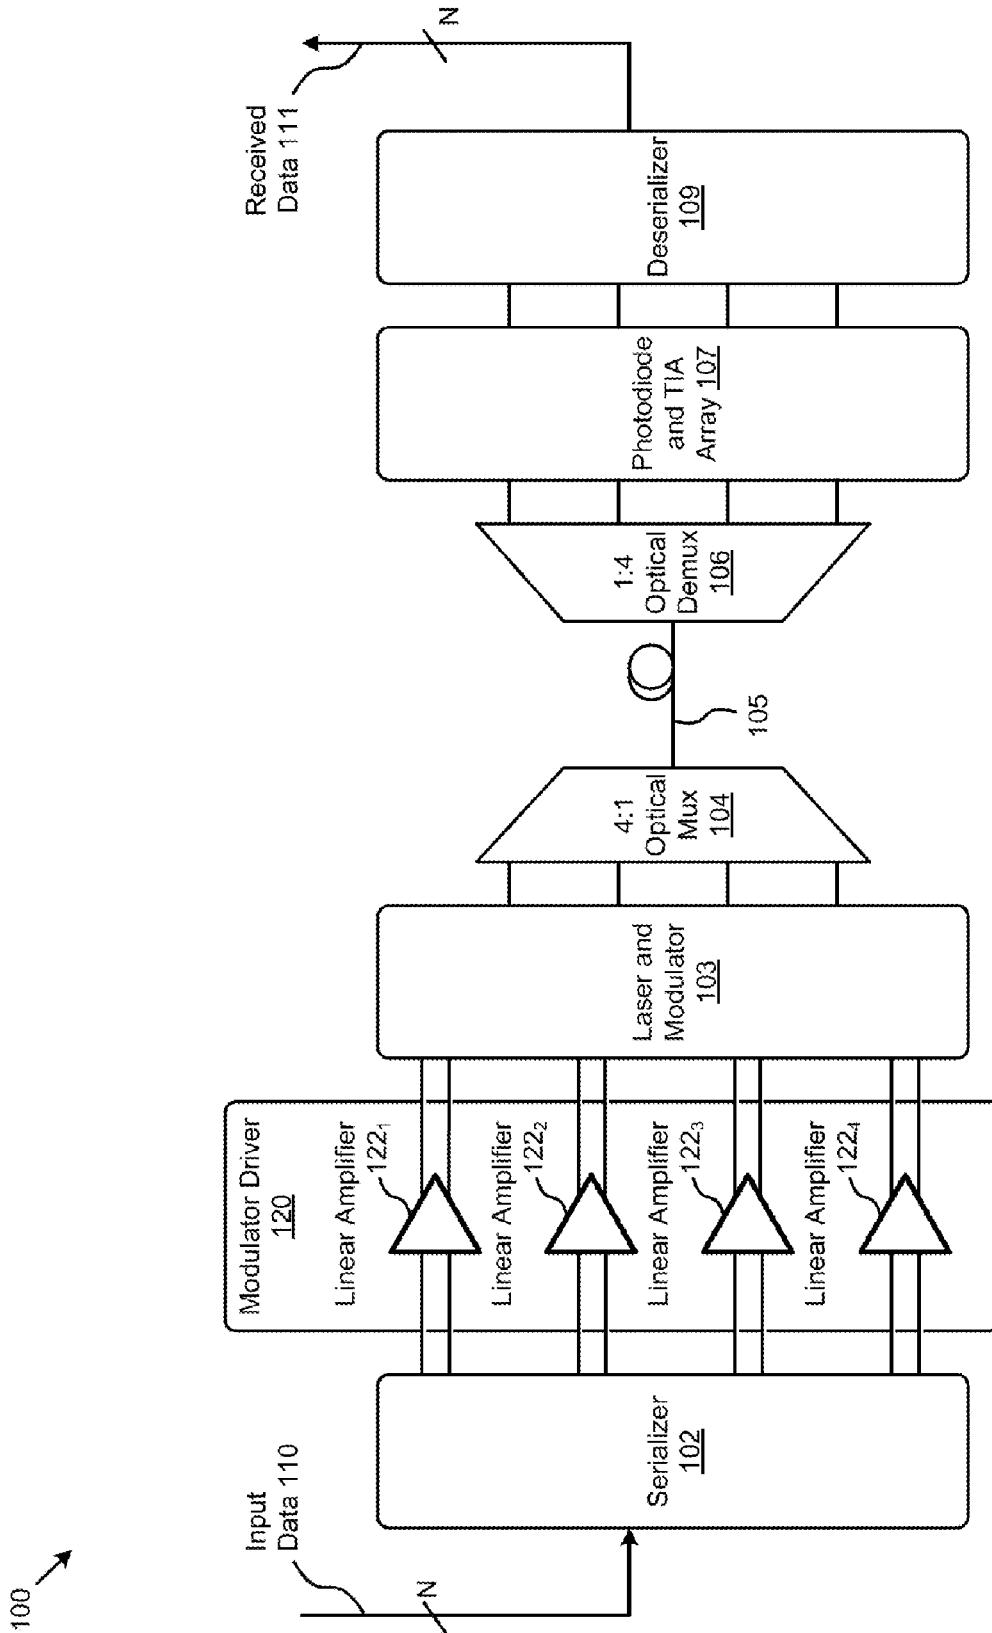 100
Input
Data 110
N
Serializer
102
Modulator Driver
120
Linear Amplifier
122₁
Linear Amplifier
122₂
Linear Amplifier
122₃
Linear Amplifier
122₄
Laser and
Modulator
103
4:1
Optical
Mux
104
105
1:4
Optical
Demux
106
Photodiode
and TIA
Array 107
Deserializer
109
Received
Data 111
N